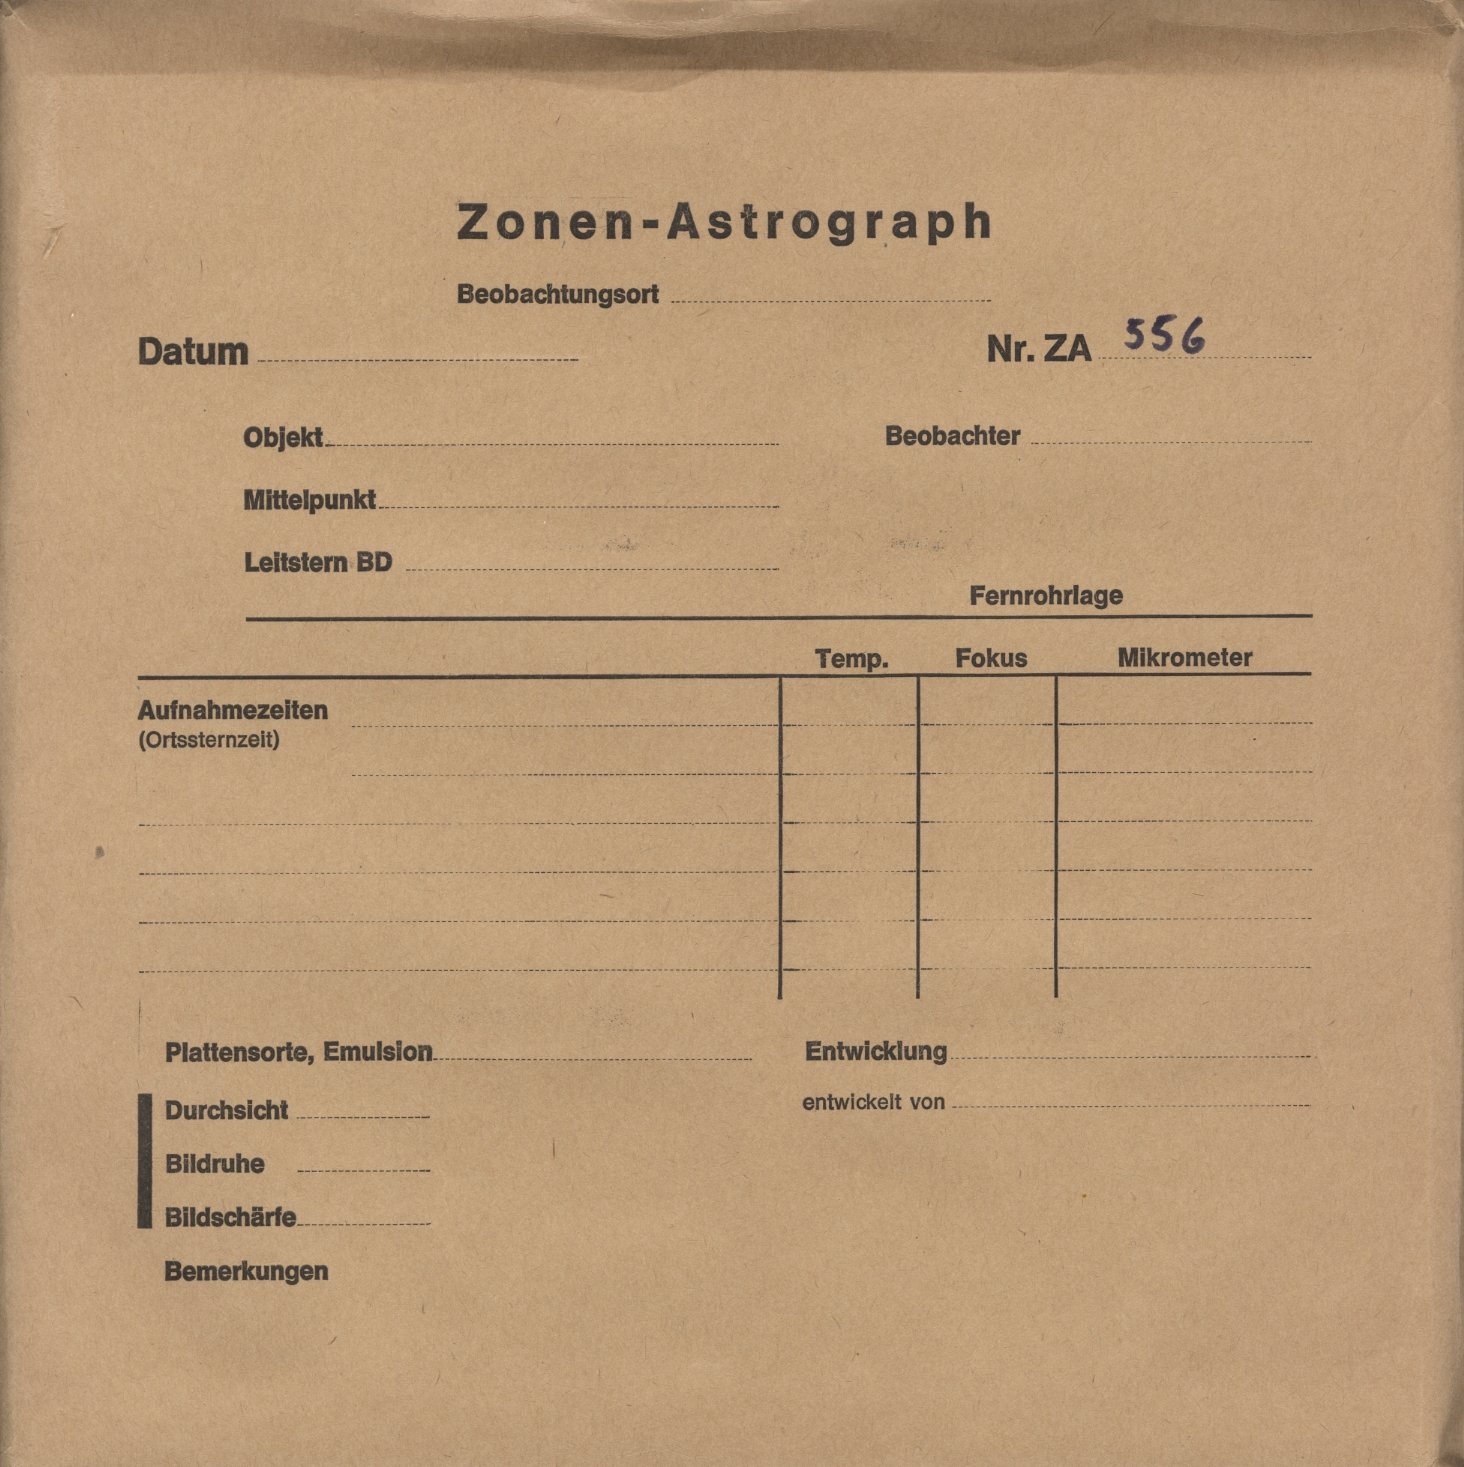 Zonen-Astrograph
Beobachtungsort
Datum Nr. ZA 556
Objekt Beobachter
Mittelpunkt
Leitstern BD
Fernrohrlage
Temp. Fokus Mikrometer
Aufnahmezeiten
(Ortssternzeit)
Plattensorte, Emulsion Entwicklung
Durchsicht entwickelt von
Bildruhe
Bildschärfe
Bemerkungen